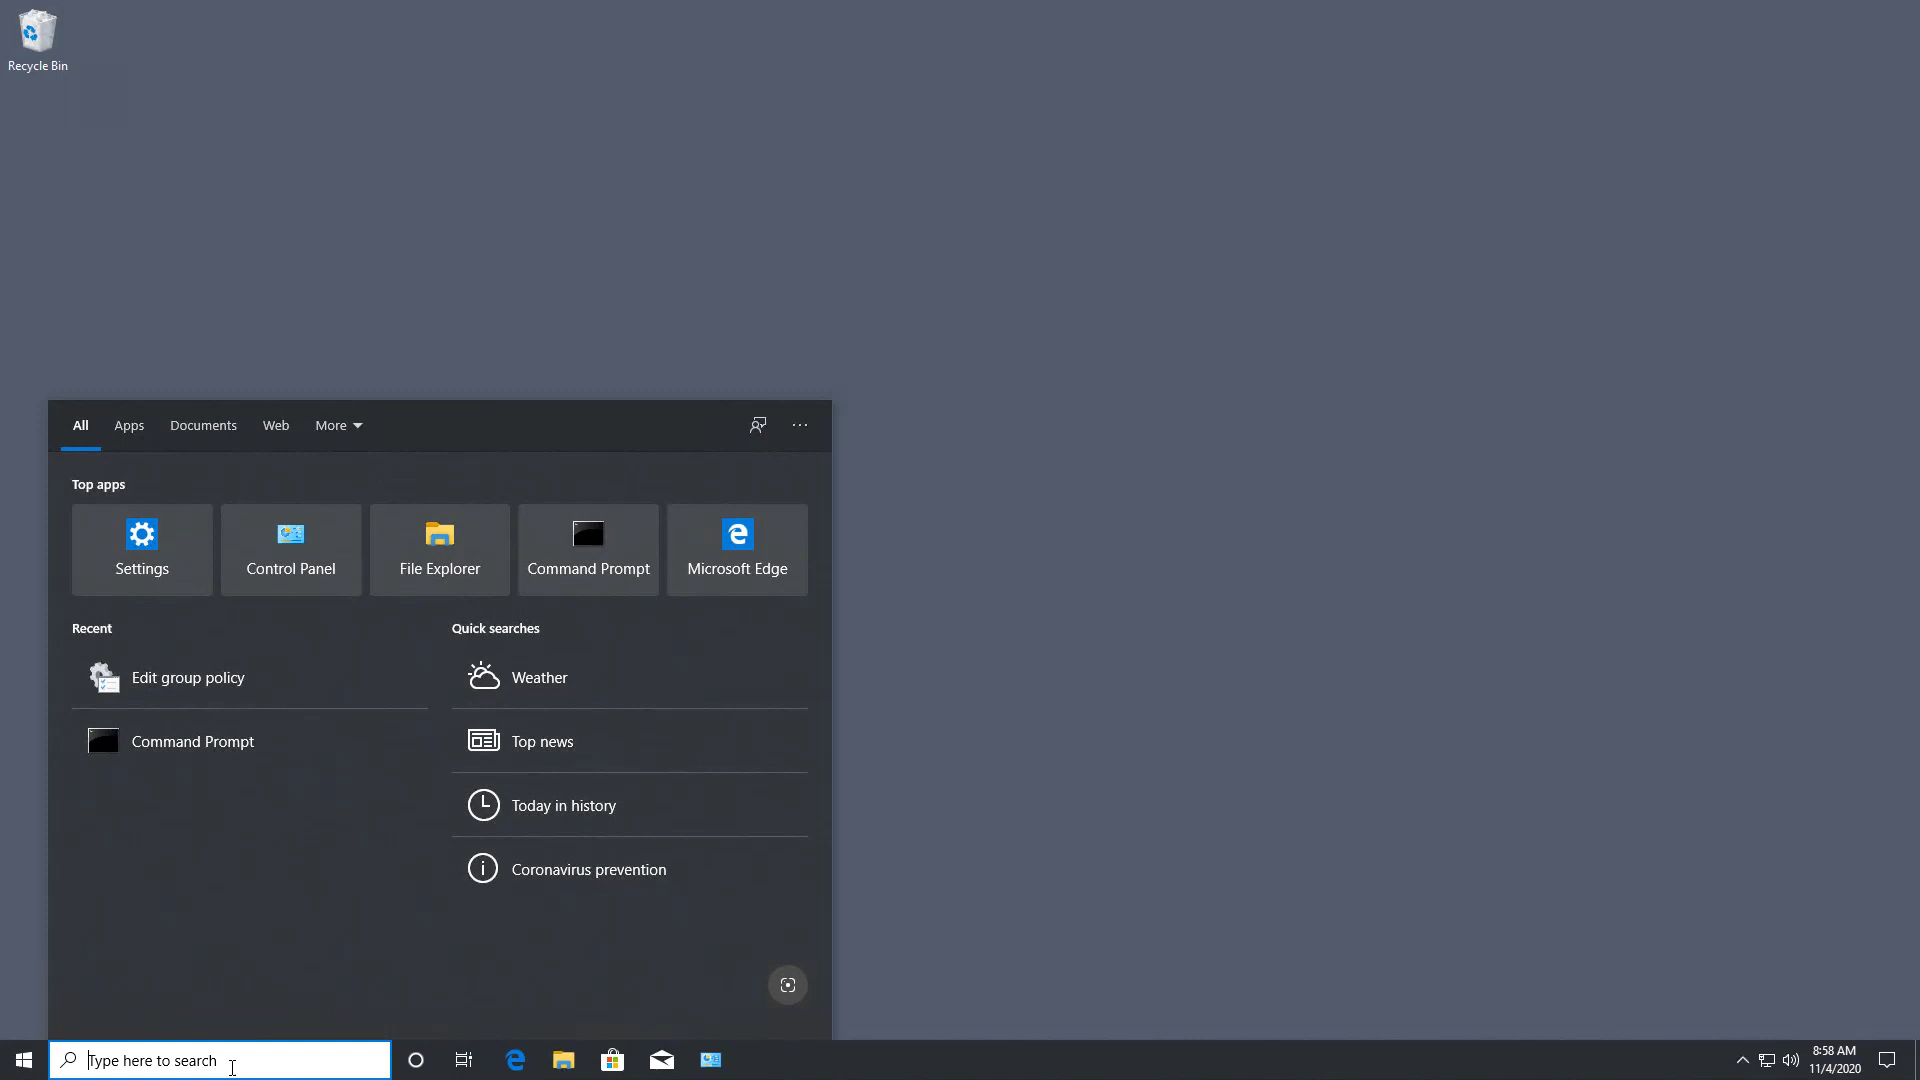 Recycle Bin
All Apps Documents Web More
Top apps
Settings Control Panel File Explorer Command Prompt Microsoft Edge
Recent
Edit group policy
Command Prompt
Quick searches
Weather
Top news
Today in history
Coronavirus prevention
Type here to search
8:58 AM
11/4/2020